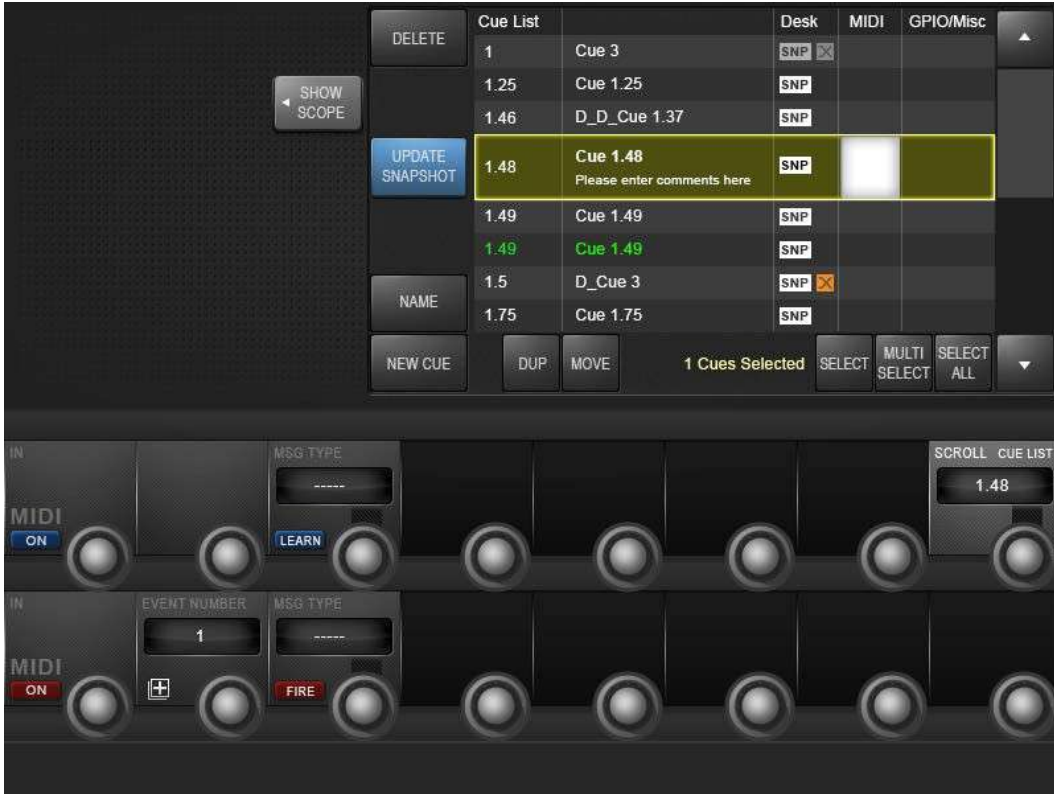 DELETE
Cue List Desk MIDI GPIO/Misc
1 Cue 3 SNP
SHOW
SCOPE
1.25 Cue 1.25 SNP
1.46 D_D_Cue 1.37 SNP
UPDATE
SNAPSHOT
1.48 Cue 1.48 SNP
Please enter comments here
1.49 Cue 1.49 SNP
1.49 Cue 1.49 SNP
NAME
1.5 D_Cue 3 SNP
1.75 Cue 1.75 SNP
NEW CUE DUP MOVE 1 Cues Selected SELECT
MULTI
SELECT
SELECT
ALL
IN MSG TYPE SCROLL CUE LIST
----- 1.48
MIDI
ON LEARN
IN EVENT NUMBER MSG TYPE
1 -----
MIDI
ON FIRE